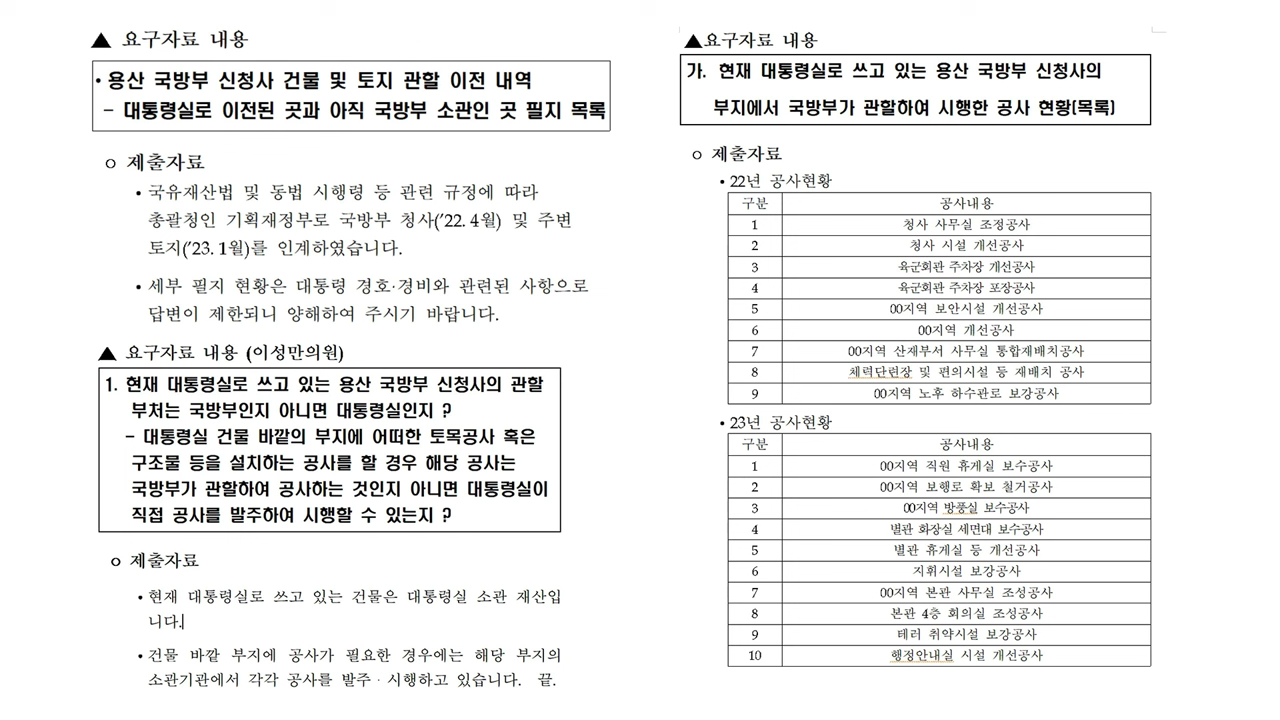 ▲ 요구자료 내용
• 용산 국방부 신청사 건물 및 토지 관할 이전 내역
- 대통령실로 이전된 곳과 아직 국방부 소관인 곳 필지 목록
○ 제출자료
• 국유재산법 및 동법 시행령 등 관련 규정에 따라
총괄청인 기획재정부로 국방부 청사('22. 4월) 및 주변
토지('23. 1월)를 인계하였습니다.
• 세부 필지 현황은 대통령 경호·경비와 관련된 사항으로
답변이 제한되니 양해하여 주시기 바랍니다.
▲ 요구자료 내용 (이성만의원)
1. 현재 대통령실로 쓰고 있는 용산 국방부 신청사의 관할
부처는 국방부인지 아니면 대통령실인지 ?
- 대통령실 건물 바깥의 부지에 어떠한 토목공사 혹은
구조물 등을 설치하는 공사를 할 경우 해당 공사는
국방부가 관할하여 공사하는 것인지 아니면 대통령실이
직접 공사를 발주하여 시행할 수 있는지 ?
○ 제출자료
• 현재 대통령실로 쓰고 있는 건물은 대통령실 소관 재산입
니다.
• 건물 바깥 부지에 공사가 필요한 경우에는 해당 부지의
소관기관에서 각각 공사를 발주·시행하고 있습니다. 끝.
▲요구자료 내용
가. 현재 대통령실로 쓰고 있는 용산 국방부 신청사의
부지에서 국방부가 관할하여 시행한 공사 현황(목록)
○ 제출자료
• 22년 공사현황
구분 공사내용
1 청사 사무실 조정공사
2 청사 시설 개선공사
3 육군회관 주차장 개선공사
4 육군회관 주차장 포장공사
5 00지역 보안시설 개선공사
6 00지역 개선공사
7 00지역 산재부서 사무실 통합재배치공사
8 체력단련장 및 편의시설 등 재배치 공사
9 00지역 노후 하수관로 보강공사
• 23년 공사현황
구분 공사내용
1 00지역 직원 휴게실 보수공사
2 00지역 보행로 확보 철거공사
3 00지역 방풍실 보수공사
4 별관 화장실 세면대 보수공사
5 별관 휴게실 등 개선공사
6 지휘시설 보강공사
7 00지역 본관 사무실 조성공사
8 본관 4층 회의실 조성공사
9 테러 취약시설 보강공사
10 행정안내실 시설 개선공사